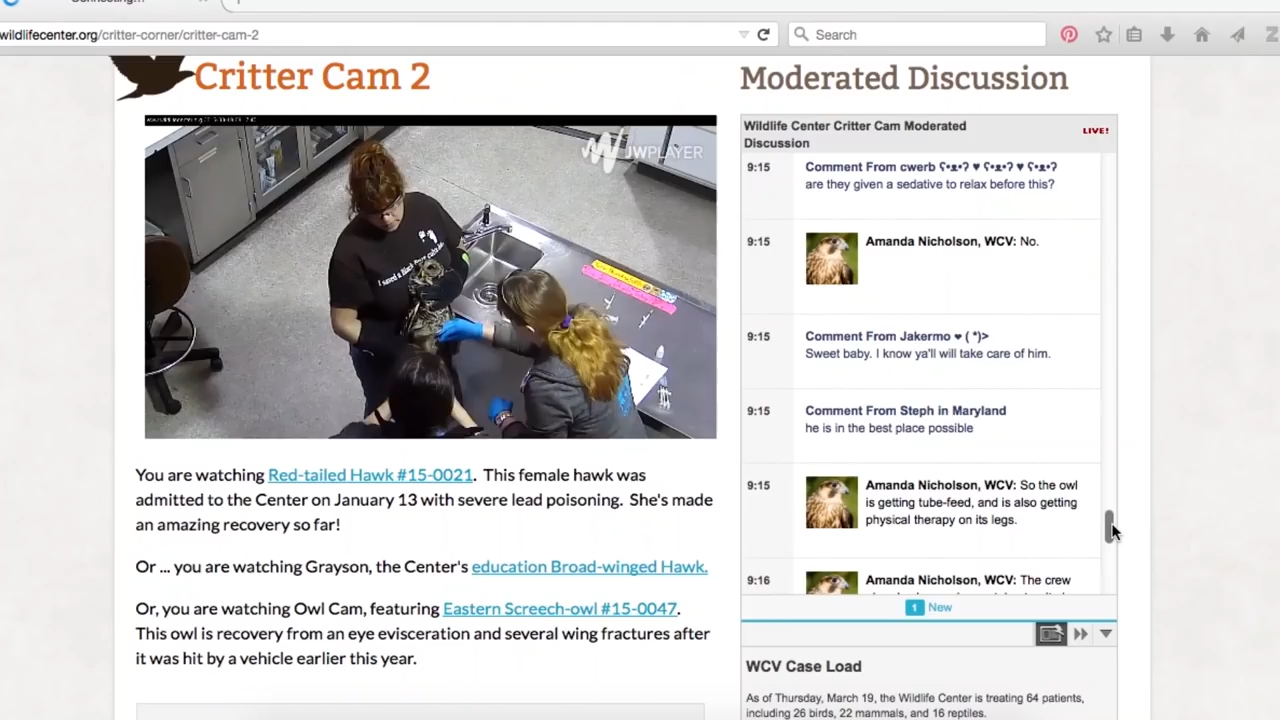 Connecting...
wildlifecenter.org/critter-corner/critter-cam-2
Search
Critter Cam 2
JWPLAYER
I saved a Black
You are watching Red-tailed Hawk #15-0021. This female hawk was
admitted to the Center on January 13 with severe lead poisoning. She's made
an amazing recovery so far!
Or ... you are watching Grayson, the Center's education Broad-winged Hawk.
Or, you are watching Owl Cam, featuring Eastern Screech-owl #15-0047.
This owl is recovery from an eye evisceration and several wing fractures after
it was hit by a vehicle earlier this year.
Moderated Discussion
Wildlife Center Critter Cam Moderated
Discussion
LIVE!
9:15 Comment From cwerb ʕ•ᴥ•ʔ ♥ ʕ•ᴥ•ʔ ♥ ʕ•ᴥ•ʔ
are they given a sedative to relax before this?
9:15 Amanda Nicholson, WCV: No.
9:15 Comment From Jakermo ❤ ( *)>
Sweet baby. I know ya'll will take care of him.
9:15 Comment From Steph in Maryland
he is in the best place possible
9:15 Amanda Nicholson, WCV: So the owl
is getting tube-feed, and is also getting
physical therapy on its legs.
9:16 Amanda Nicholson, WCV: The crew
1 New
WCV Case Load
As of Thursday, March 19, the Wildlife Center is treating 64 patients,
including 26 birds, 22 mammals, and 16 reptiles.